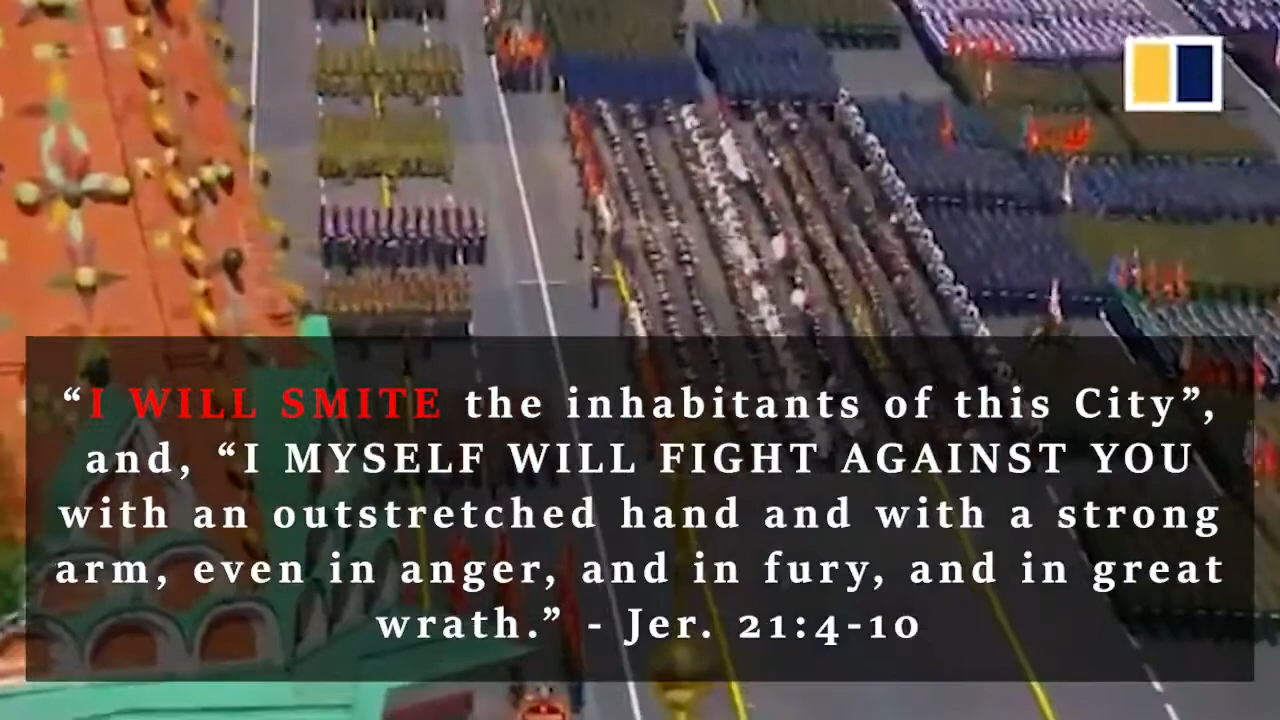 “I WILL SMITE the inhabitants of this City”,
and, “I MYSELF WILL FIGHT AGAINST YOU
with an outstretched hand and with a strong
arm, even in anger, and in fury, and in great
wrath.” - Jer. 21:4-10